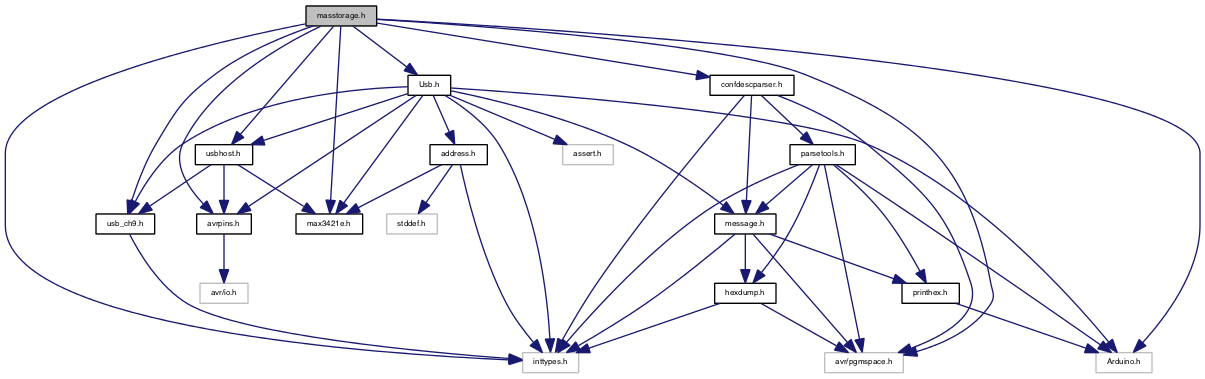 masstorage.h
Usb.h
confdescparser.h
usbhost.h
address.h
assert.h
parsetools.h
usb_ch9.h
avrpins.h
max3421e.h
stddef.h
message.h
avr/io.h
hexdump.h
printhex.h
inttypes.h
avr/pgmspace.h
Arduino.h